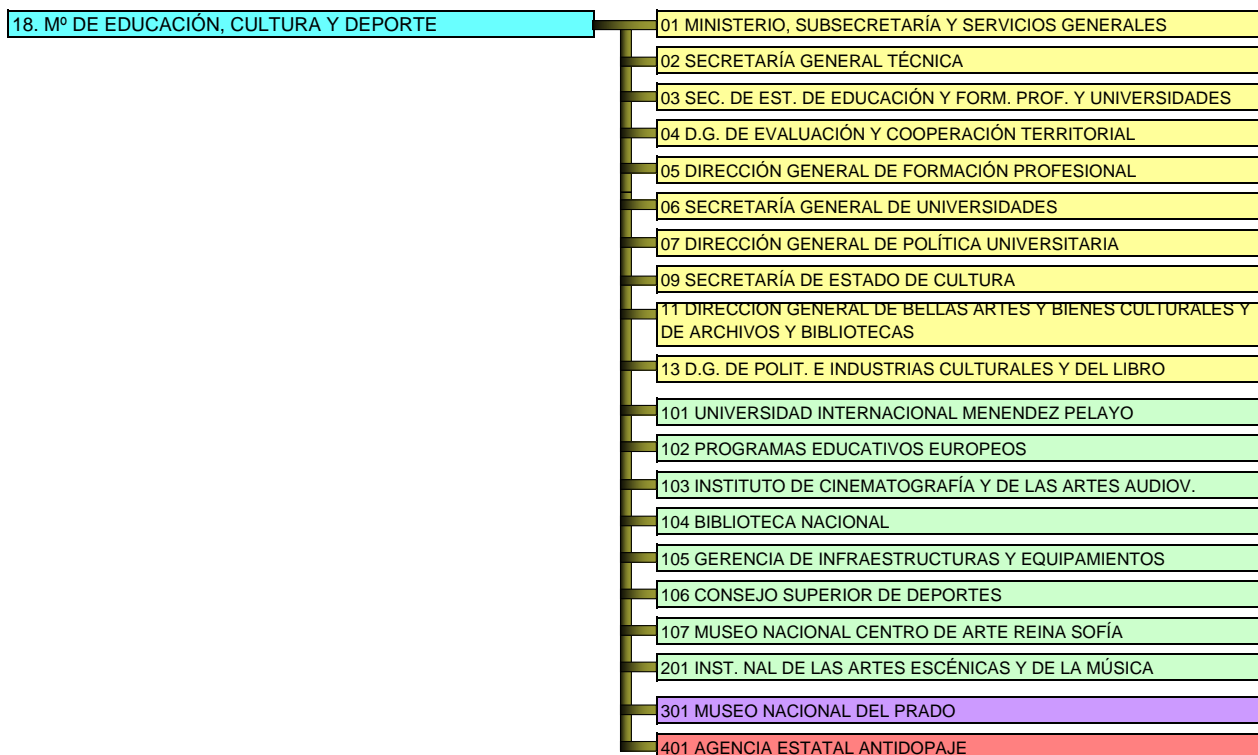 18. Mº DE EDUCACIÓN, CULTURA Y DEPORTE
01 MINISTERIO, SUBSECRETARÍA Y SERVICIOS GENERALES
02 SECRETARÍA GENERAL TÉCNICA
03 SEC. DE EST. DE EDUCACIÓN Y FORM. PROF. Y UNIVERSIDADES
04 D.G. DE EVALUACIÓN Y COOPERACIÓN TERRITORIAL
05 DIRECCIÓN GENERAL DE FORMACIÓN PROFESIONAL
06 SECRETARÍA GENERAL DE UNIVERSIDADES
07 DIRECCIÓN GENERAL DE POLÍTICA UNIVERSITARIA
09 SECRETARÍA DE ESTADO DE CULTURA
11 DIRECCIÓN GENERAL DE BELLAS ARTES Y BIENES CULTURALES Y
DE ARCHIVOS Y BIBLIOTECAS
13 D.G. DE POLIT. E INDUSTRIAS CULTURALES Y DEL LIBRO
101 UNIVERSIDAD INTERNACIONAL MENENDEZ PELAYO
102 PROGRAMAS EDUCATIVOS EUROPEOS
103 INSTITUTO DE CINEMATOGRAFÍA Y DE LAS ARTES AUDIOV.
104 BIBLIOTECA NACIONAL
105 GERENCIA DE INFRAESTRUCTURAS Y EQUIPAMIENTOS
106 CONSEJO SUPERIOR DE DEPORTES
107 MUSEO NACIONAL CENTRO DE ARTE REINA SOFÍA
201 INST. NAL DE LAS ARTES ESCÉNICAS Y DE LA MÚSICA
301 MUSEO NACIONAL DEL PRADO
401 AGENCIA ESTATAL ANTIDOPAJE